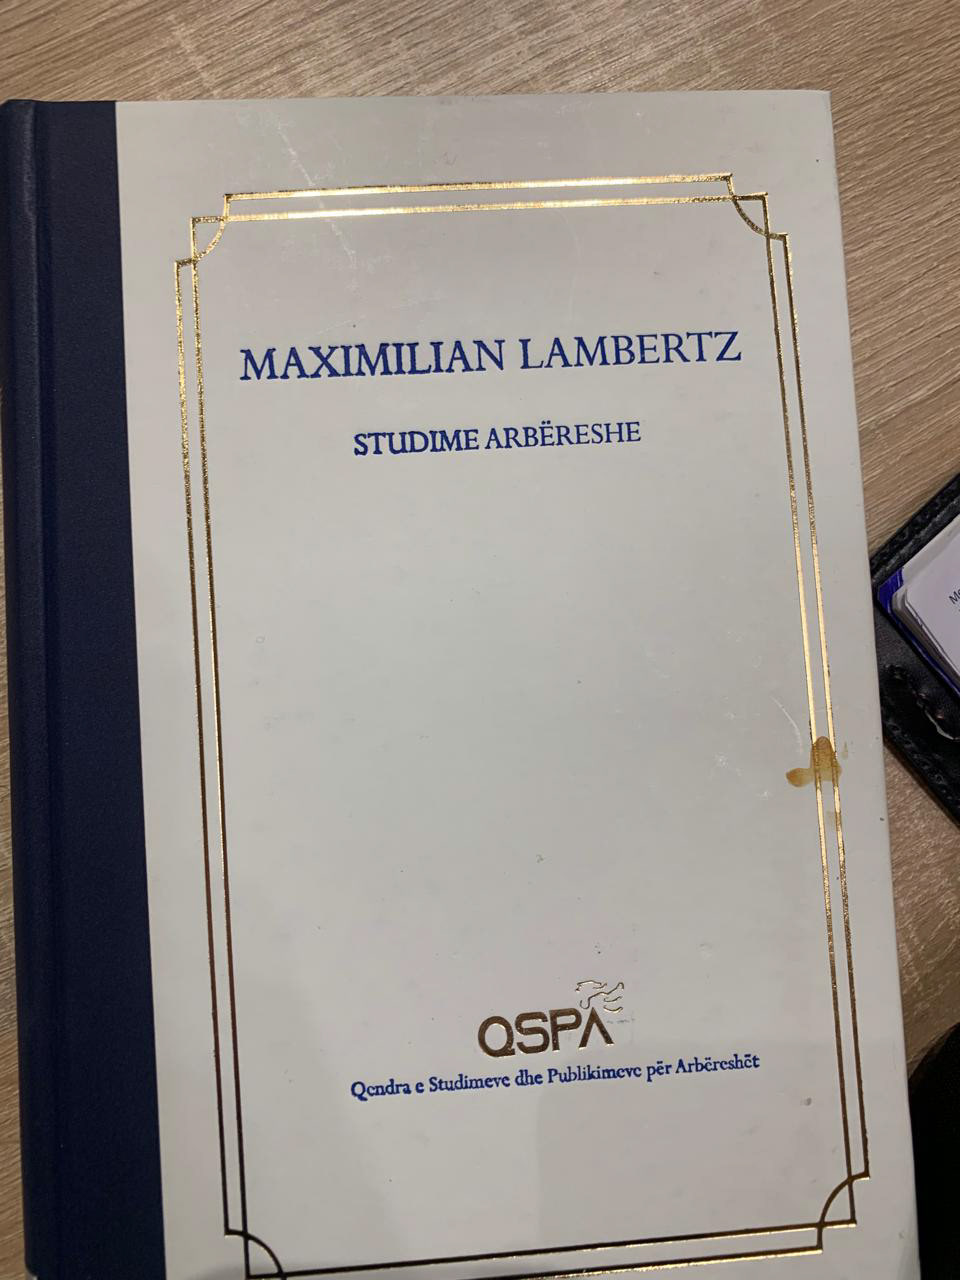 MAXIMILIAN LAMBERTZ
STUDIME ARBËRESHE
QSPA
Qendra e Studimeve dhe Publikimeve për Arbëreshët